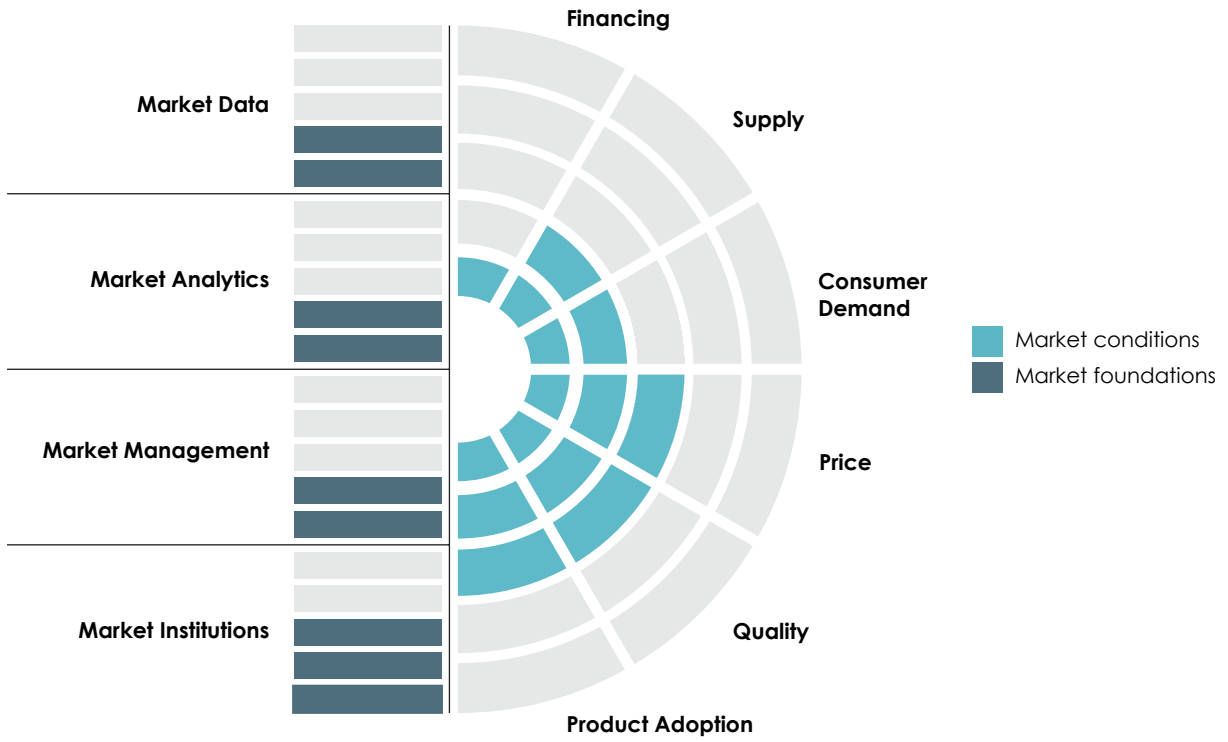 Financing
Market Data
Supply
Market Analytics
Consumer
Demand
Market conditions
Market foundations
Market Management
Price
Market Institutions
Quality
Product Adoption